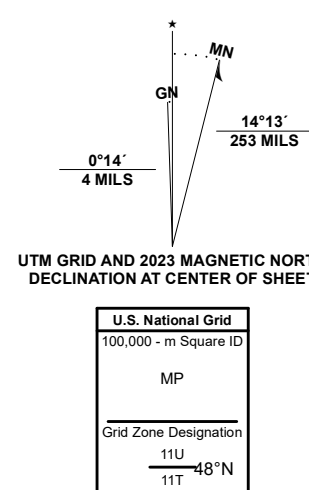 ★
MN
GN
14°13´
253 MILS
0°14´
4 MILS
UTM GRID AND 2023 MAGNETIC NORT
DECLINATION AT CENTER OF SHEET
U.S. National Grid
100,000 - m Square ID
MP
Grid Zone Designation
11U
48°N
11T